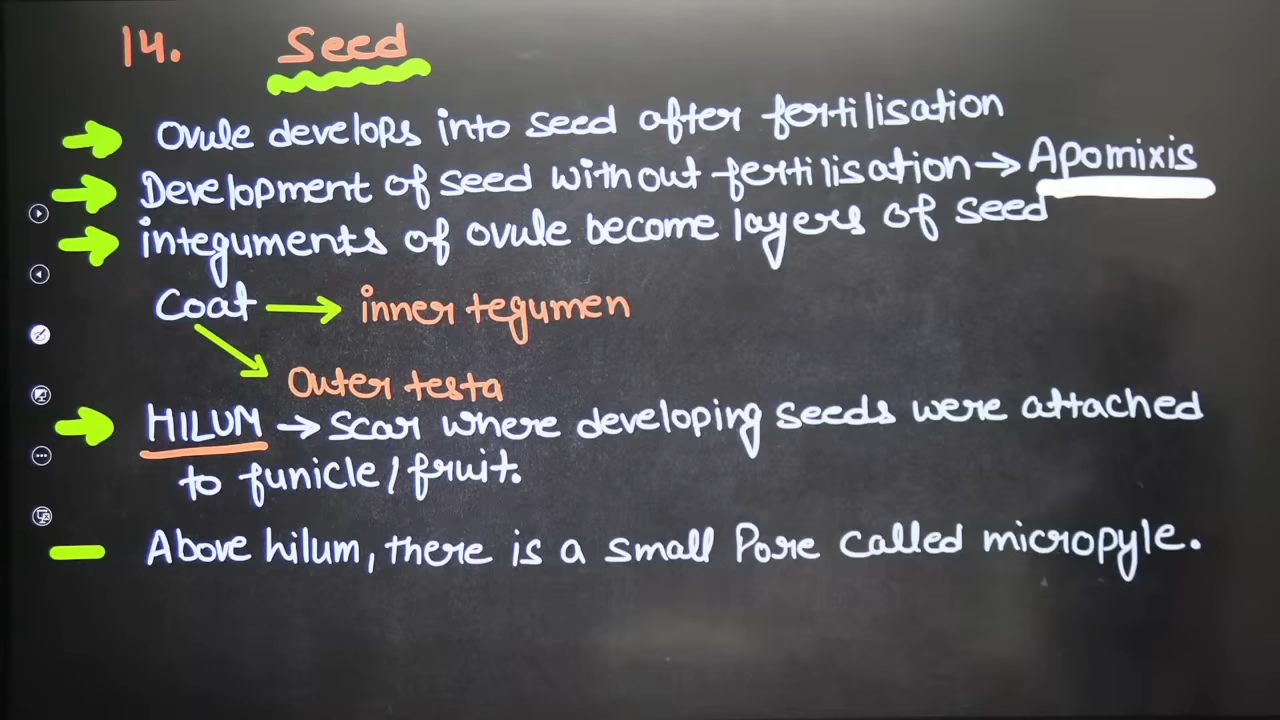 14. Seed
Ovule develops into seed after fertilisation
Development of seed without fertilisation → Apomixis
integuments of ovule become layers of seed
Coat → inner tegumen
Outer testa
HILUM → Scar where developing seeds were attached
to funicle/fruit.
Above hilum, there is a small Pore called micropyle.